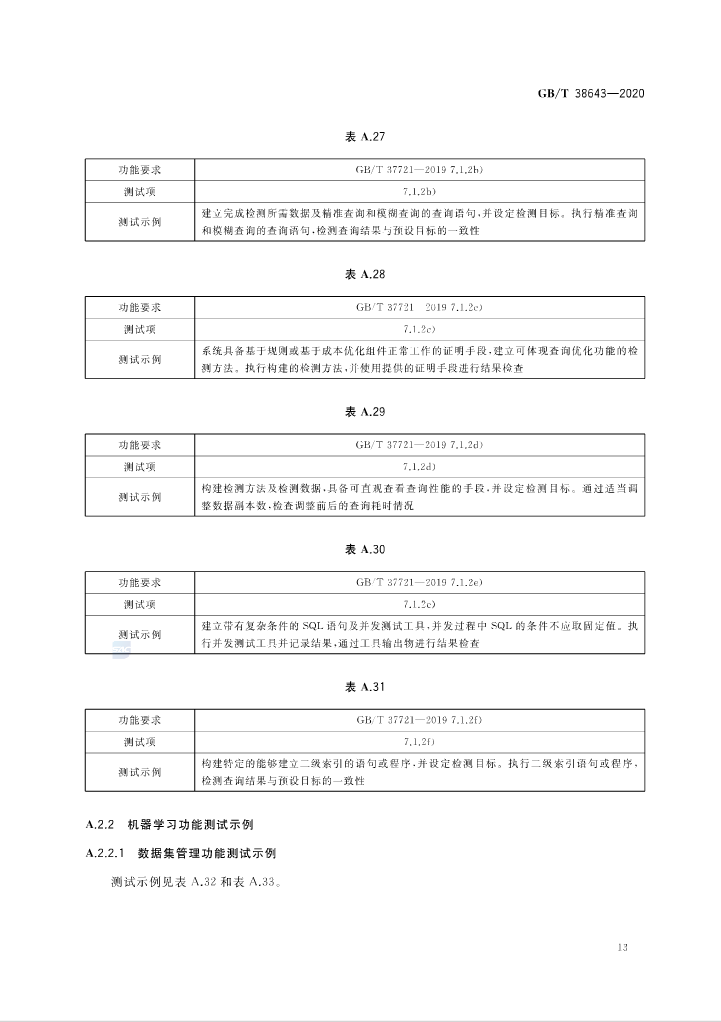 GB/T 38643—2020
表 A.27
功能要求 GB/T 37721—2019 7.1.2b)
测试项 7.1.2b)
测试示例 建立完成检测所需数据及精准查询和模糊查询的查询语句,并设定检测目标。执行精准查询
和模糊查询的查询语句,检测查询结果与预设目标的一致性
表 A.28
功能要求 GB/T 37721—2019 7.1.2c)
测试项 7.1.2c)
测试示例 系统具备基于规则或基于成本优化组件正常工作的证明手段,建立可体现查询优化功能的检
测方法。执行构建的检测方法,并使用提供的证明手段进行结果检查
表 A.29
功能要求 GB/T 37721—2019 7.1.2d)
测试项 7.1.2d)
测试示例 构建检测方法及检测数据,具备可直观查看查询性能的手段,并设定检测目标。通过适当调
整数据副本数,检查调整前后的查询耗时情况
表 A.30
功能要求 GB/T 37721—2019 7.1.2e)
测试项 7.1.2e)
测试示例 建立带有复杂条件的 SQL 语句及并发测试工具,并发过程中 SQL 的条件不应取固定值。执
行并发测试工具并记录结果,通过工具输出物进行结果检查
表 A.31
功能要求 GB/T 37721—2019 7.1.2f)
测试项 7.1.2f)
测试示例 构建特定的能够建立二级索引的语句或程序,并设定检测目标。执行二级索引语句或程序,
检测查询结果与预设目标的一致性
A.2.2 机器学习功能测试示例
A.2.2.1 数据集管理功能测试示例
测试示例见表 A.32 和表 A.33。
13